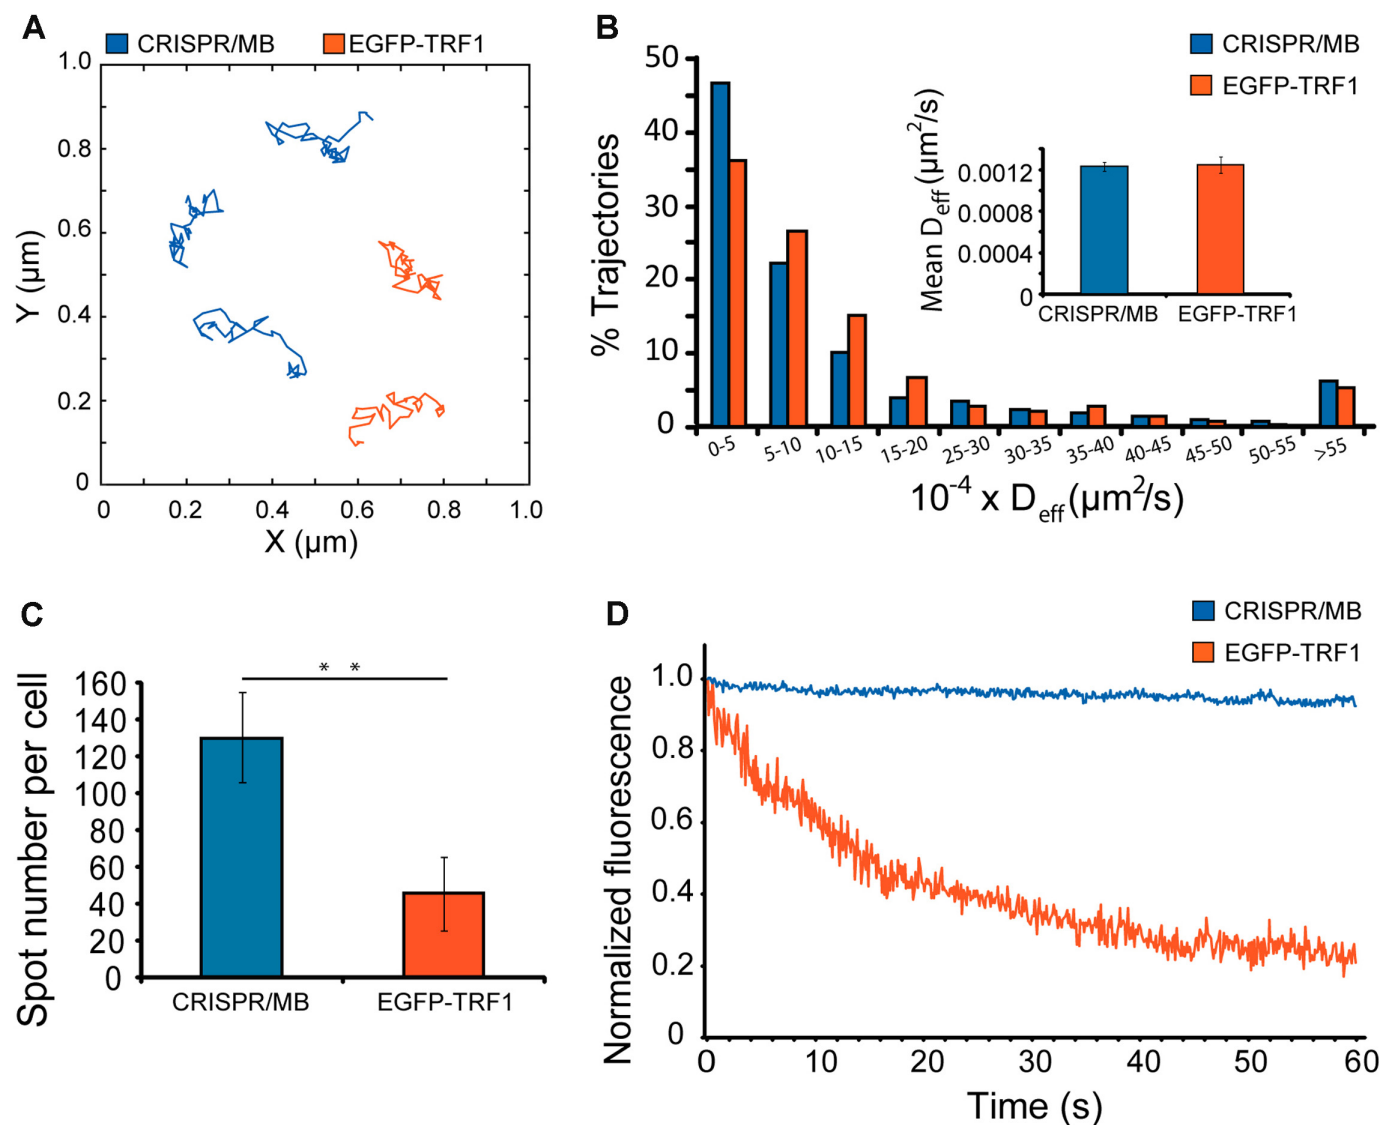 A
CRISPR/MB
EGFP-TRF1
1.0
0.8
0.6
0.4
0.2
0
Y (µm)
0
0.2
0.4
0.6
0.8
1.0
X (µm)
B
CRISPR/MB
EGFP-TRF1
50
40
30
20
10
0
% Trajectories
0-5
5-10
10-15
15-20
25-30
30-35
35-40
40-45
45-50
50-55
>55
10⁻⁴ x Deff (µm²/s)
Mean Deff (µm²/s)
0.0012
0.0008
0.0004
0
CRISPR/MB
EGFP-TRF1
C
* *
160
140
120
100
80
60
40
20
0
Spot number per cell
CRISPR/MB
EGFP-TRF1
D
CRISPR/MB
EGFP-TRF1
1.0
0.8
0.6
0.4
0.2
0
Normalized fluorescence
0
10
20
30
40
50
60
Time (s)